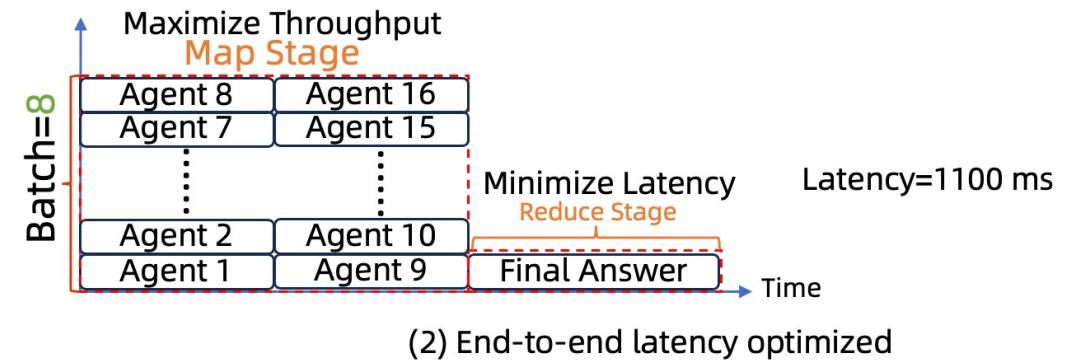 Maximize Throughput
Map Stage
Batch=8
Agent 8
Agent 16
Agent 7
Agent 15
Agent 2
Agent 10
Agent 1
Agent 9
Minimize Latency
Reduce Stage
Final Answer
Time
Latency=1100 ms
(2) End-to-end latency optimized